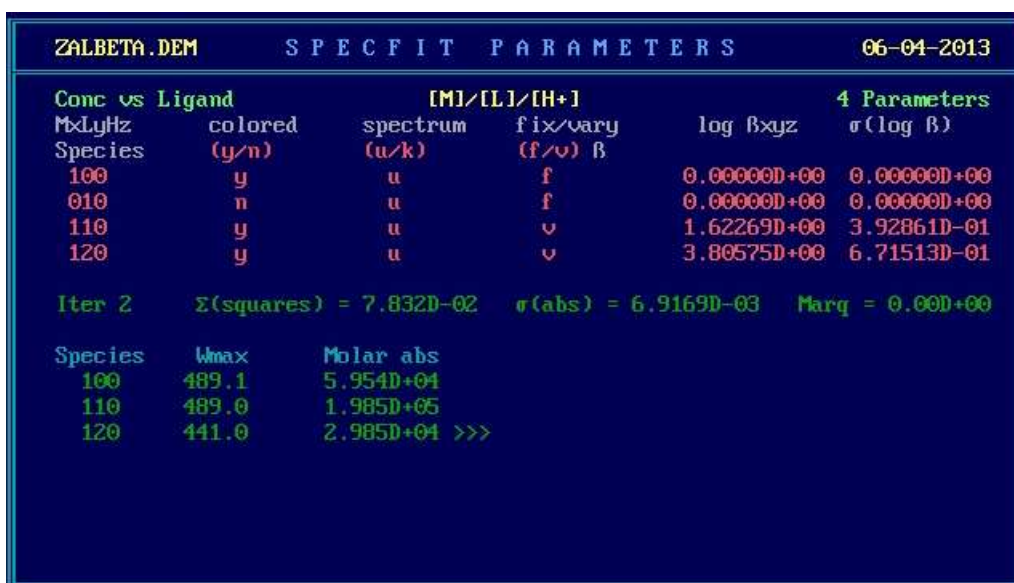 ZALBETA.DEM S P E C F I T P A R A M E T E R S 06-04-2013
Conc vs Ligand [M]/[L]/[H+] 4 Parameters
MxLyHz colored spectrum fix/vary log ßxyz σ(log ß)
Species (y/n) (u/k) (f/v) ß
100 y u f 0.00000D+00 0.00000D+00
010 n u f 0.00000D+00 0.00000D+00
110 y u v 1.62269D+00 3.92861D-01
120 y u v 3.80575D+00 6.71513D-01
Iter 2 Σ(squares) = 7.832D-02 σ(abs) = 6.9169D-03 Marq = 0.00D+00
Species Wmax Molar abs
100 489.1 5.954D+04
110 489.0 1.985D+05
120 441.0 2.985D+04 >>>